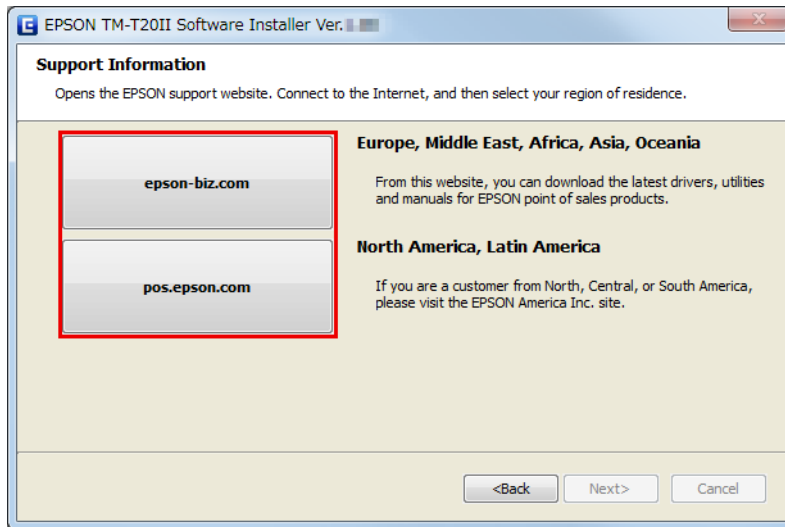 EPSON TM-T20II Software Installer Ver.
Support Information
Opens the EPSON support website. Connect to the Internet, and then select your region of residence.
epson-biz.com
Europe, Middle East, Africa, Asia, Oceania
From this website, you can download the latest drivers, utilities
and manuals for EPSON point of sales products.
pos.epson.com
North America, Latin America
If you are a customer from North, Central, or South America,
please visit the EPSON America Inc. site.
<Back
Next>
Cancel